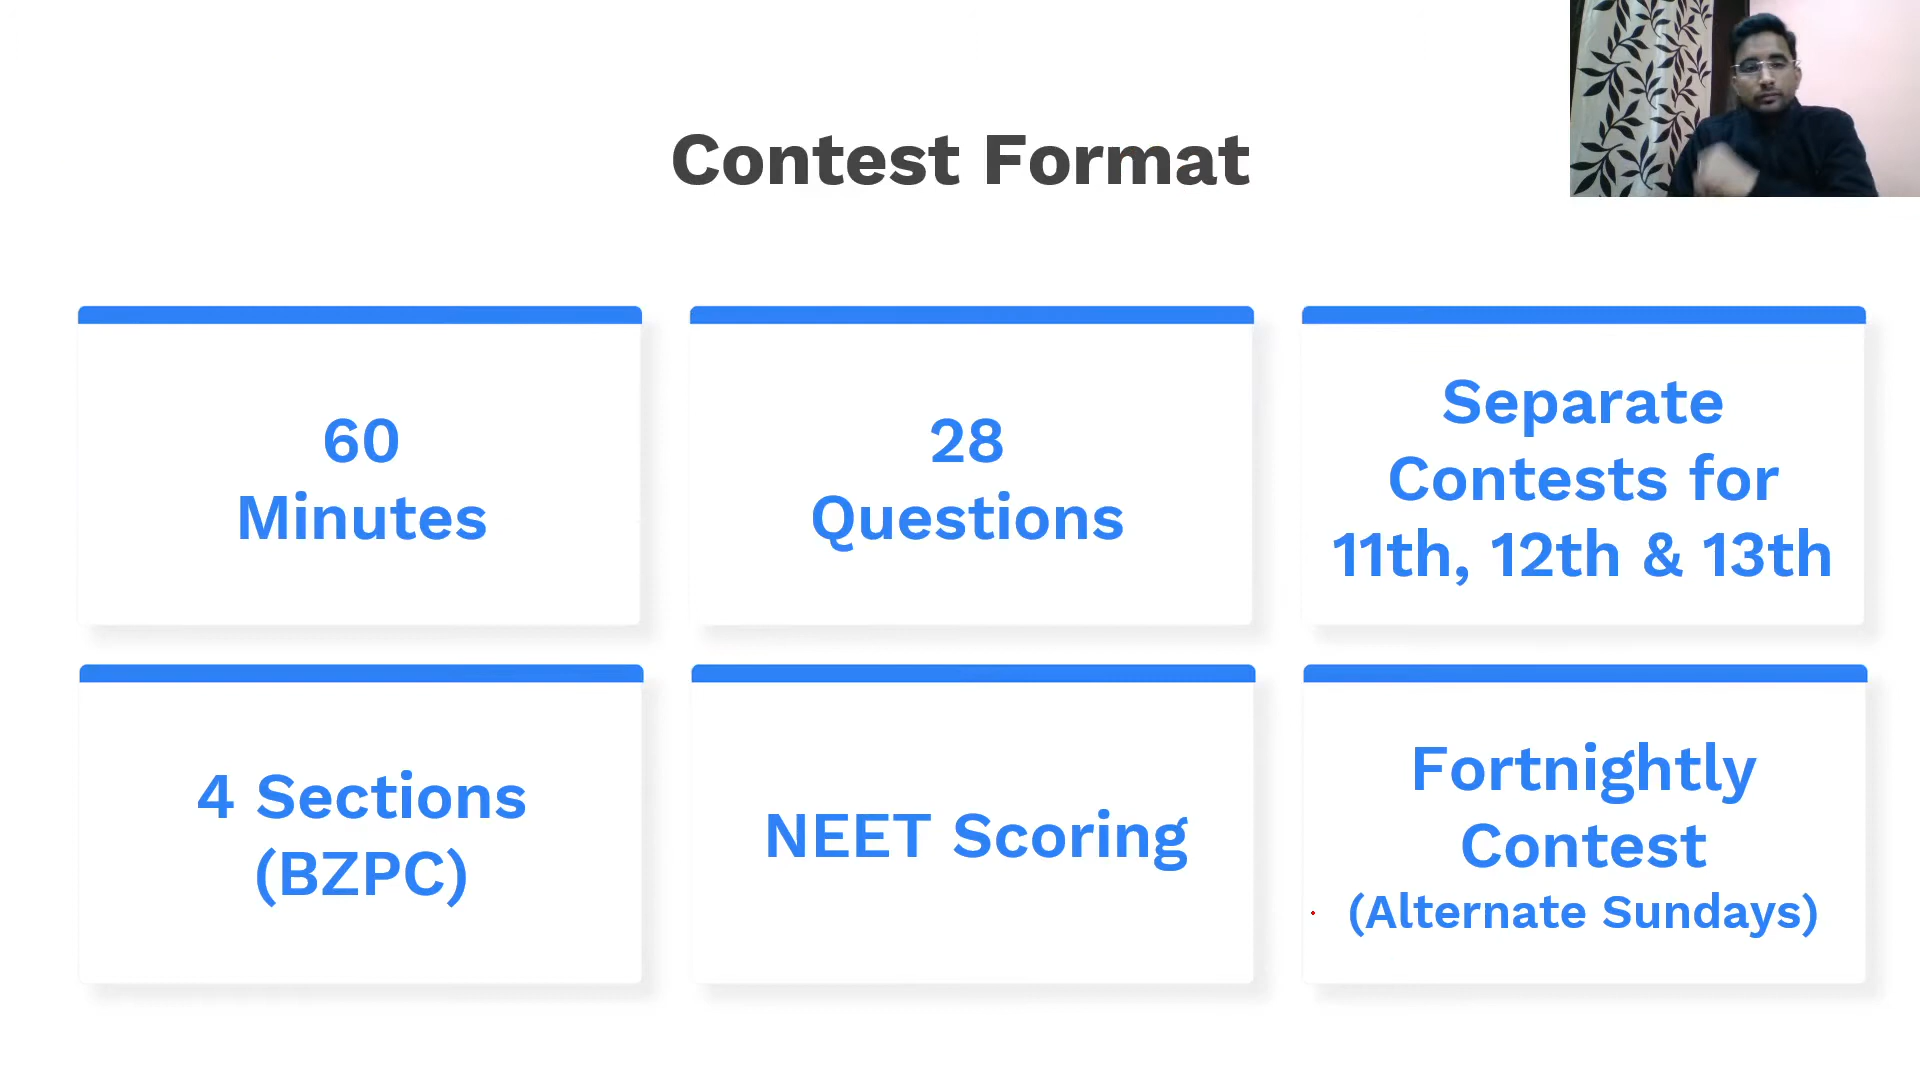 Contest Format
60
Minutes
28
Questions
Separate
Contests for
11th, 12th & 13th
4 Sections
(BZPC)
NEET Scoring
Fortnightly
Contest
(Alternate Sundays)